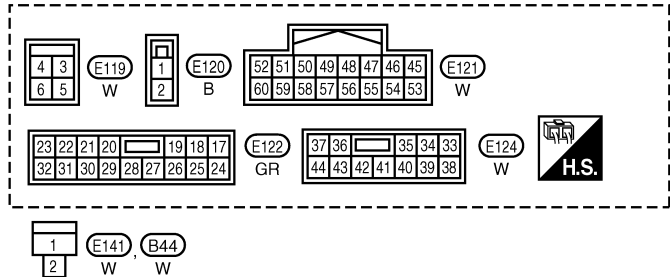 4 3 E119 1 E120 52 51 50 49 48 47 46 45 E121
6 5 W 2 B 60 59 58 57 56 55 54 53 W
23 22 21 20 19 18 17 E122 37 36 35 34 33 E124
32 31 30 29 28 27 26 25 24 GR 44 43 42 41 40 39 38 W H.S.
1 E141 , B44
2 W W